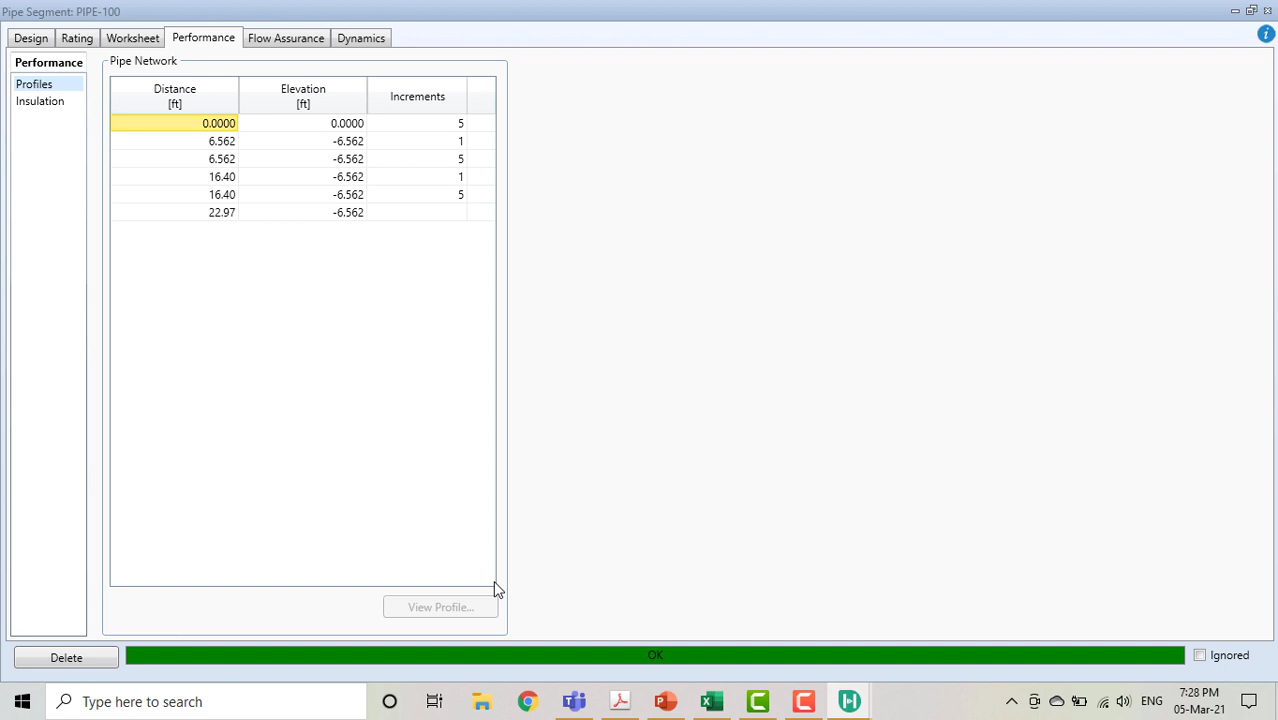 Pipe Segment: PIPE-100
Design Rating Worksheet Performance Flow Assurance Dynamics
Performance
Profiles
Insulation
Pipe Network
Distance [ft] Elevation [ft] Increments
0.0000 0.0000 5
6.562 -6.562 1
6.562 -6.562 5
16.40 -6.562 1
16.40 -6.562 5
22.97 -6.562
View Profile...
Delete
OK
Ignored
Type here to search
ENG
7:28 PM
05-Mar-21